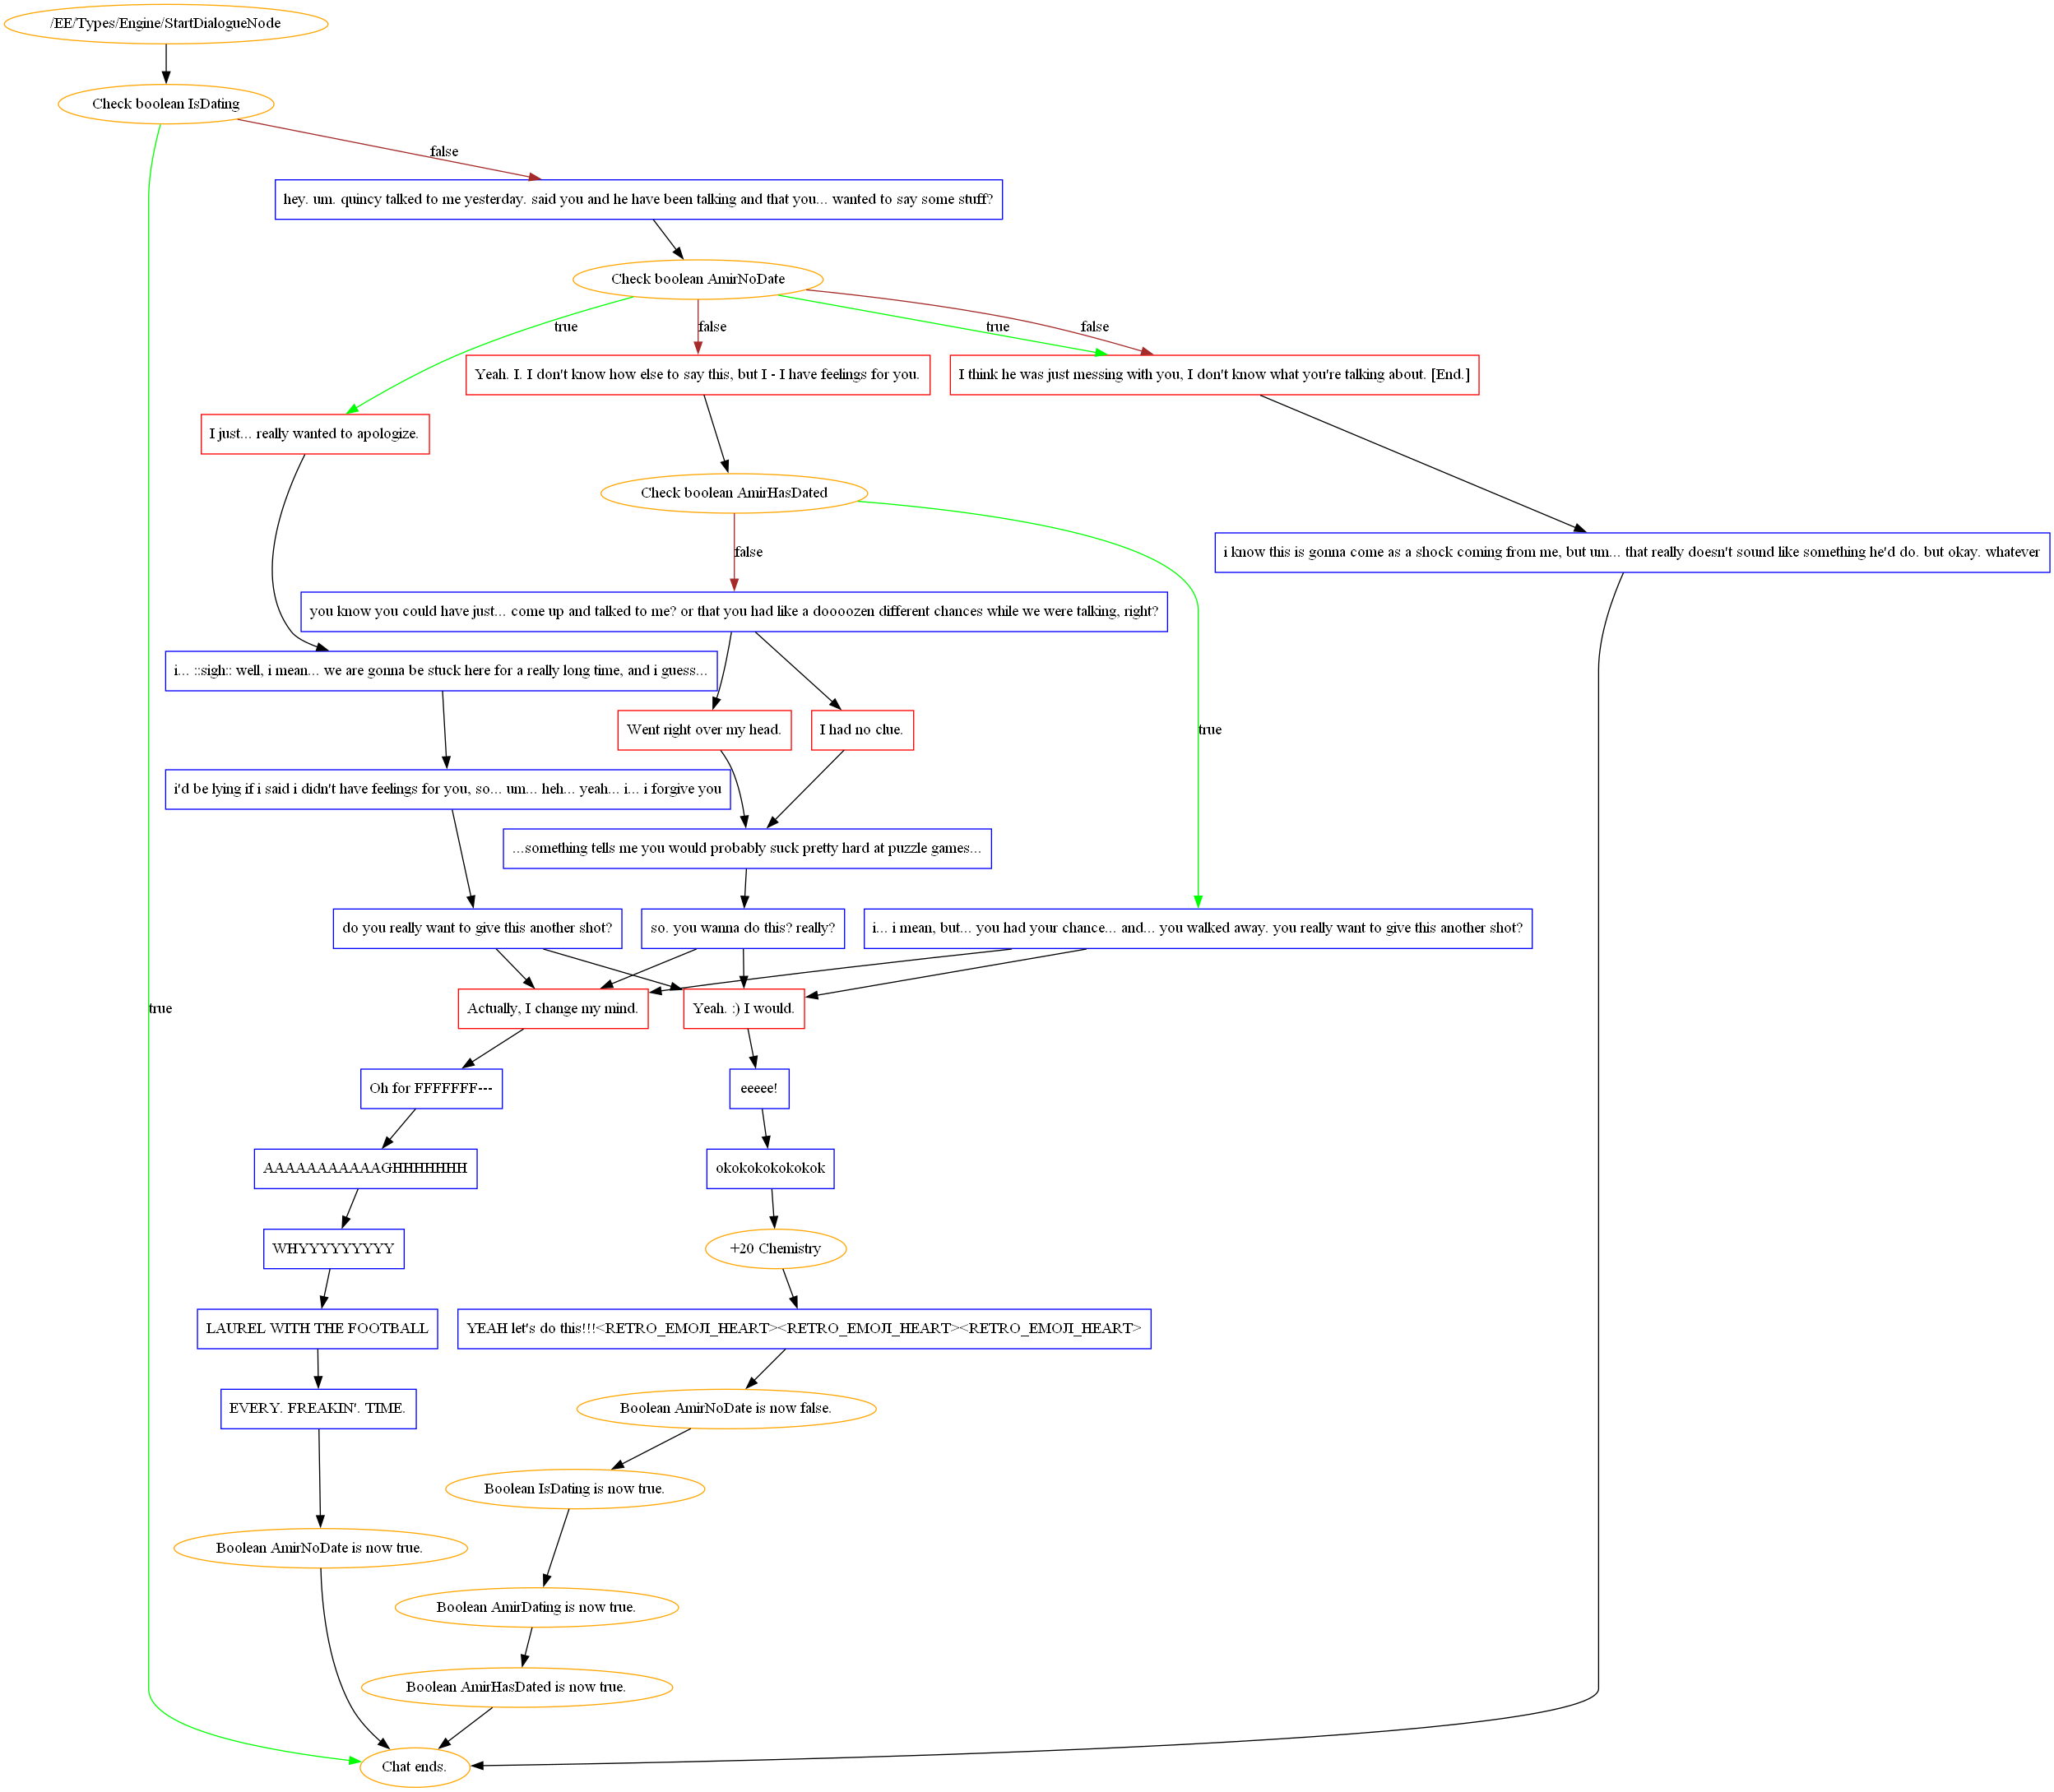 /EE/Types/Engine/StartDialogueNode
Check boolean IsDating
false
hey. um. quincy talked to me yesterday. said you and he have been talking and that you... wanted to say some stuff?
Check boolean AmirNoDate
true
false
true
false
Yeah. I. I don't know how else to say this, but I - I have feelings for you.
I think he was just messing with you, I don't know what you're talking about. [End.]
I just... really wanted to apologize.
Check boolean AmirHasDated
false
i know this is gonna come as a shock coming from me, but um... that really doesn't sound like something he'd do. but okay. whatever
you know you could have just... come up and talked to me? or that you had like a doooozen different chances while we were talking, right?
i... ::sigh:: well, i mean... we are gonna be stuck here for a really long time, and i guess...
Went right over my head.
I had no clue.
true
i'd be lying if i said i didn't have feelings for you, so... um... heh... yeah... i... i forgive you
...something tells me you would probably suck pretty hard at puzzle games...
do you really want to give this another shot?
so. you wanna do this? really?
i... i mean, but... you had your chance... and... you walked away. you really want to give this another shot?
true
Actually, I change my mind.
Yeah. :) I would.
Oh for FFFFFFF---
eeeee!
AAAAAAAAAAAGHHHHHHH
okokokokokokok
WHYYYYYYYYY
+20 Chemistry
LAUREL WITH THE FOOTBALL
YEAH let's do this!!!<RETRO_EMOJI_HEART><RETRO_EMOJI_HEART><RETRO_EMOJI_HEART>
EVERY. FREAKIN'. TIME.
Boolean AmirNoDate is now false.
Boolean IsDating is now true.
Boolean AmirNoDate is now true.
Boolean AmirDating is now true.
Boolean AmirHasDated is now true.
Chat ends.